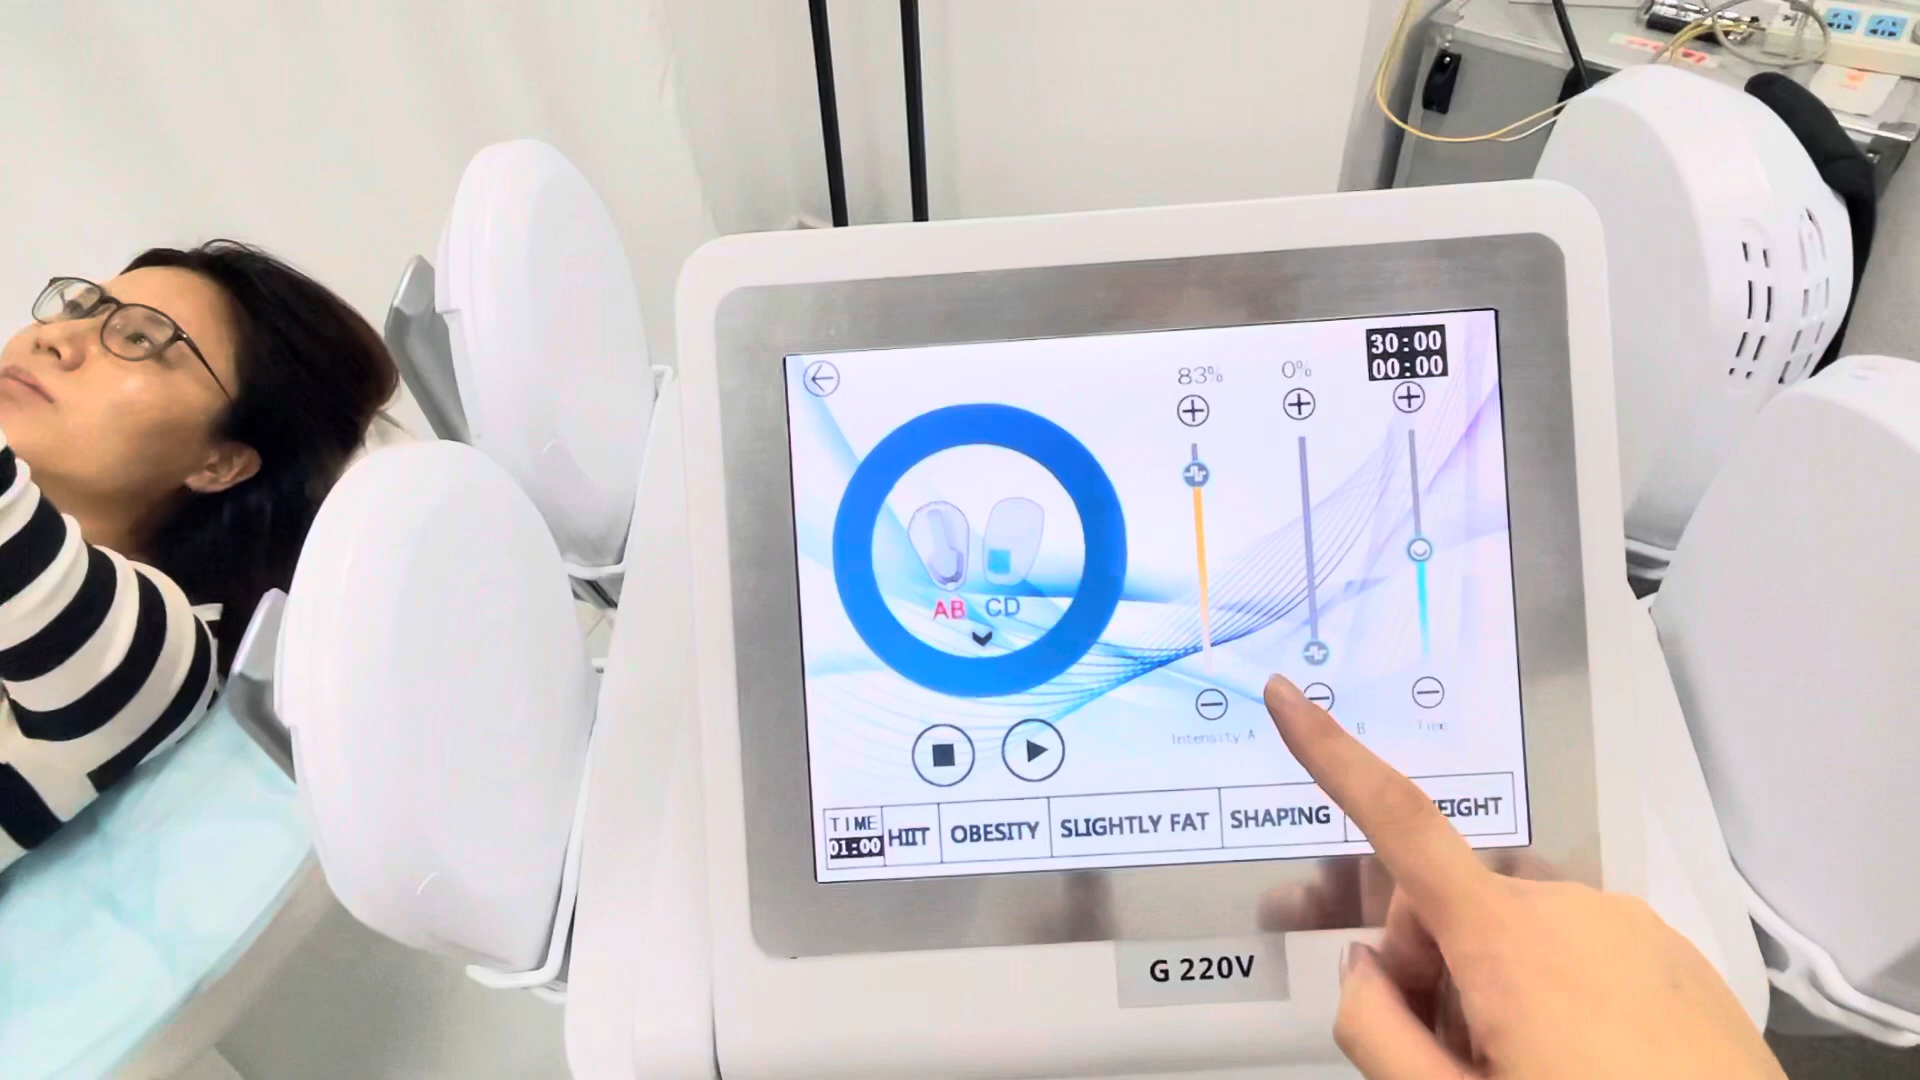 83%
0%
30:00
00:00
AB CD
Intensity A
B
Time
TIME
01:00
HIIT
OBESITY
SLIGHTLY FAT
SHAPING
G 220V